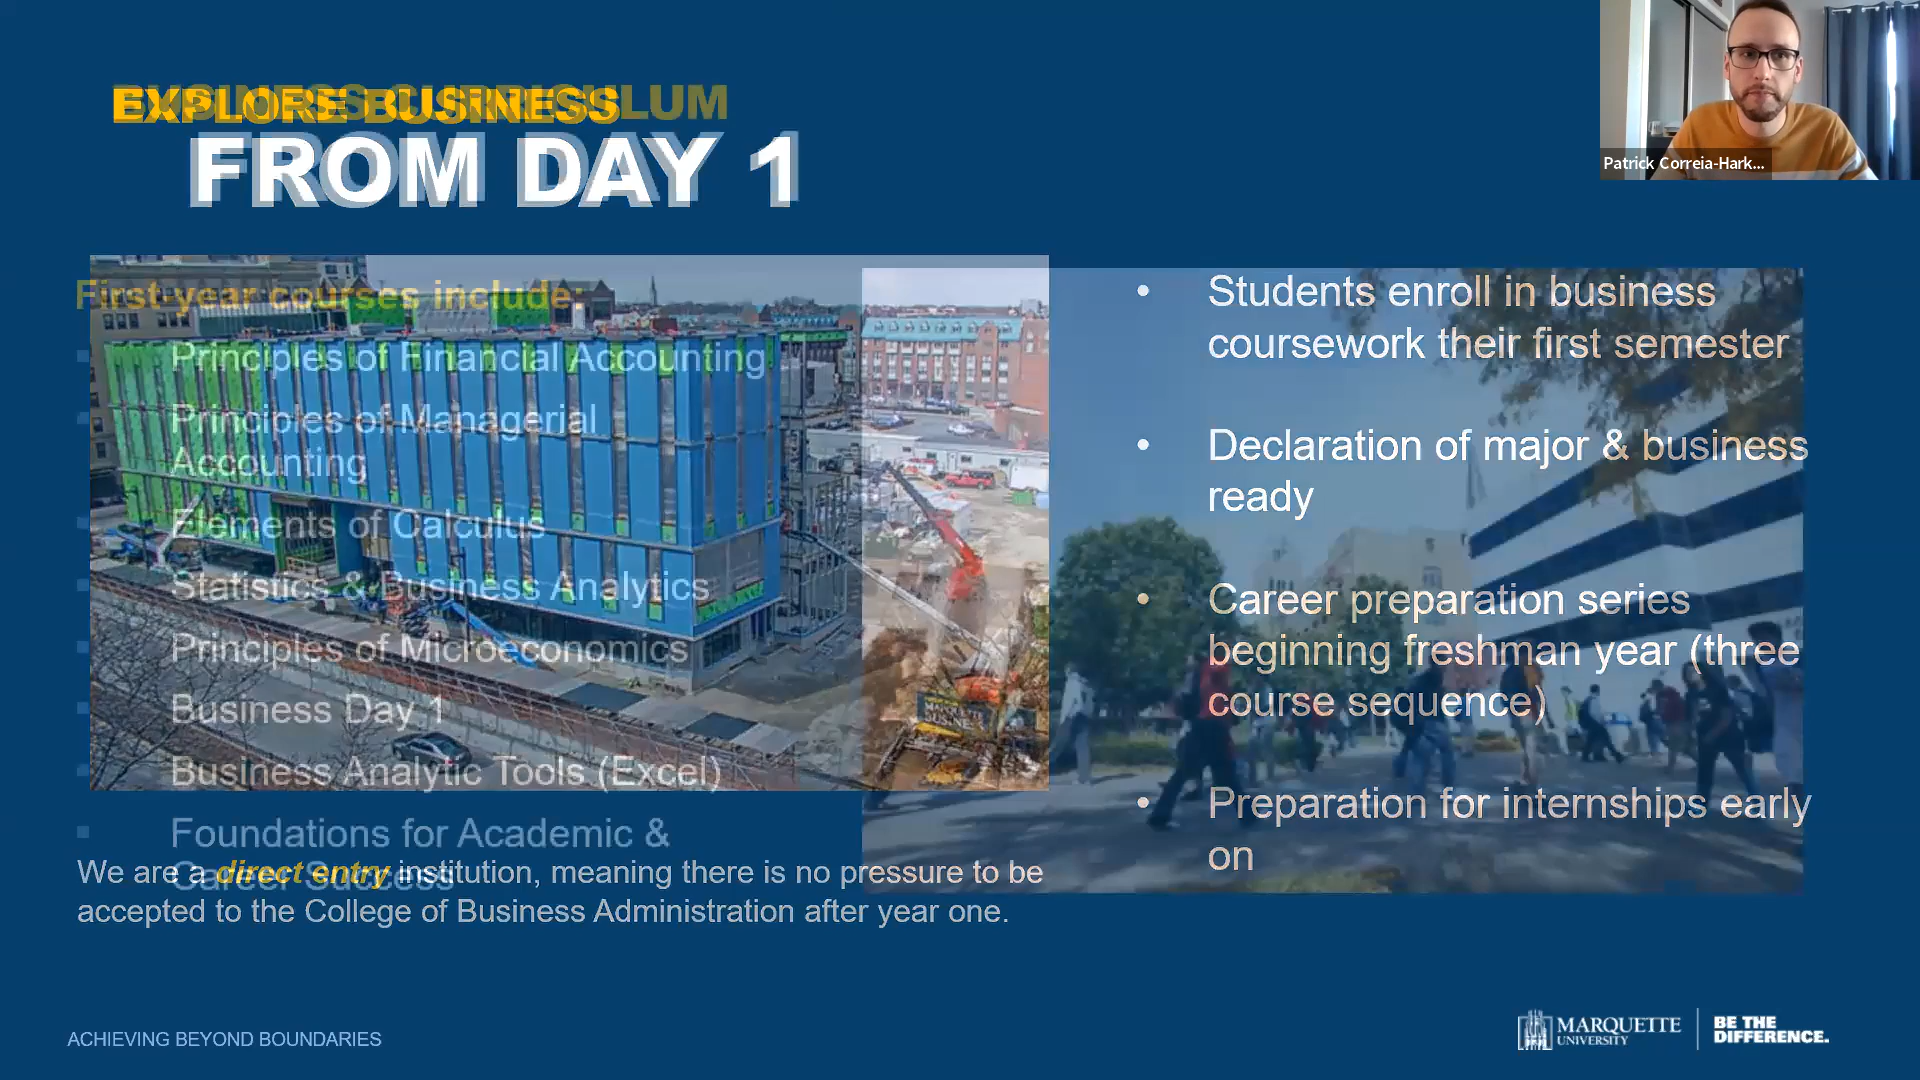 EXPLORE BUSINESS
BUSINESS CURRICULUM
FROM DAY 1
Patrick Correia-Hark...
First-year courses include:
Principles of Financial Accounting
Principles of Managerial
Accounting
Elements of Calculus
Statistics & Business Analytics
Principles of Microeconomics
Business Day 1
Business Analytic Tools (Excel)
Foundations for Academic &
Career Success
We are a direct entry institution, meaning there is no pressure to be
accepted to the College of Business Administration after year one.
• Students enroll in business
coursework their first semester
• Declaration of major & business
ready
• Career preparation series
beginning freshman year (three
course sequence)
• Preparation for internships early
on
ACHIEVING BEYOND BOUNDARIES
MARQUETTE
UNIVERSITY
BE THE
DIFFERENCE.